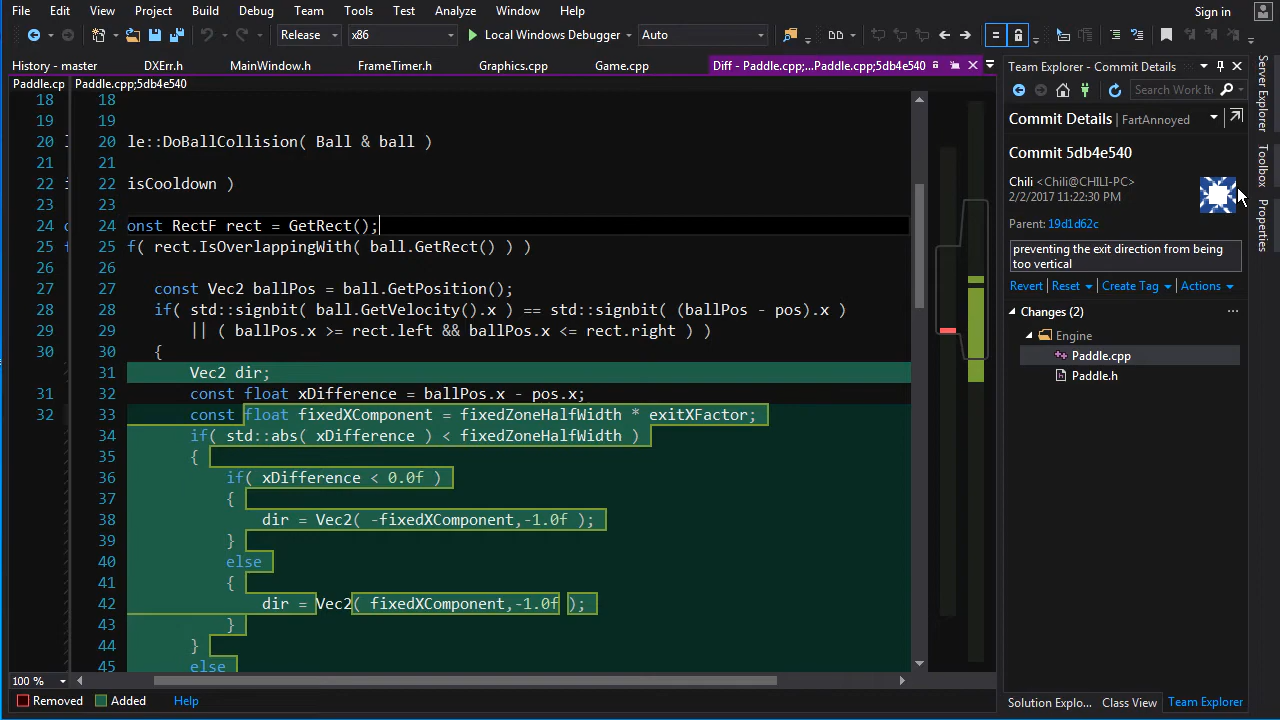 File Edit View Project Build Debug Team Tools Test Analyze Window Help Sign in
Release x86 Local Windows Debugger Auto
History - master DXErr.h MainWindow.h FrameTimer.h Graphics.cpp Game.cpp Diff - Paddle.cpp;...Paddle.cpp;5db4e540 Team Explorer - Commit Details
Paddle.cp Paddle.cpp;5db4e540
Search Work It
Commit Details | FartAnnoyed
Commit 5db4e540
Chili <Chili@CHILI-PC>
2/2/2017 11:22:30 PM
Parent: 19d1d62c
preventing the exit direction from being
too vertical
Revert Reset Create Tag Actions
Changes (2)
Engine
Paddle.cpp
Paddle.h
Server Explorer
Toolbox
Properties
18 18
19 19
20 l 20 le::DoBallCollision( Ball & ball )
21 21
22 i 22 isCooldown )
23 23
24 c 24 onst RectF rect = GetRect();
25 f 25 f( rect.IsOverlappingWith( ball.GetRect() ) )
26 26
27 27 const Vec2 ballPos = ball.GetPosition();
28 28 if( std::signbit( ball.GetVelocity().x ) == std::signbit( (ballPos - pos).x )
29 29 || ( ballPos.x >= rect.left && ballPos.x <= rect.right ) )
30 30 {
31 Vec2 dir;
31 32 const float xDifference = ballPos.x - pos.x;
32 33 const float fixedXComponent = fixedZoneHalfWidth * exitXFactor;
34 if( std::abs( xDifference ) < fixedZoneHalfWidth )
35 {
36 if( xDifference < 0.0f )
37 {
38 dir = Vec2( -fixedXComponent,-1.0f );
39 }
40 else
41 {
42 dir = Vec2( fixedXComponent,-1.0f );
43 }
44 }
45 else
100 %
Removed Added Help
Solution Explo... Class View Team Explorer